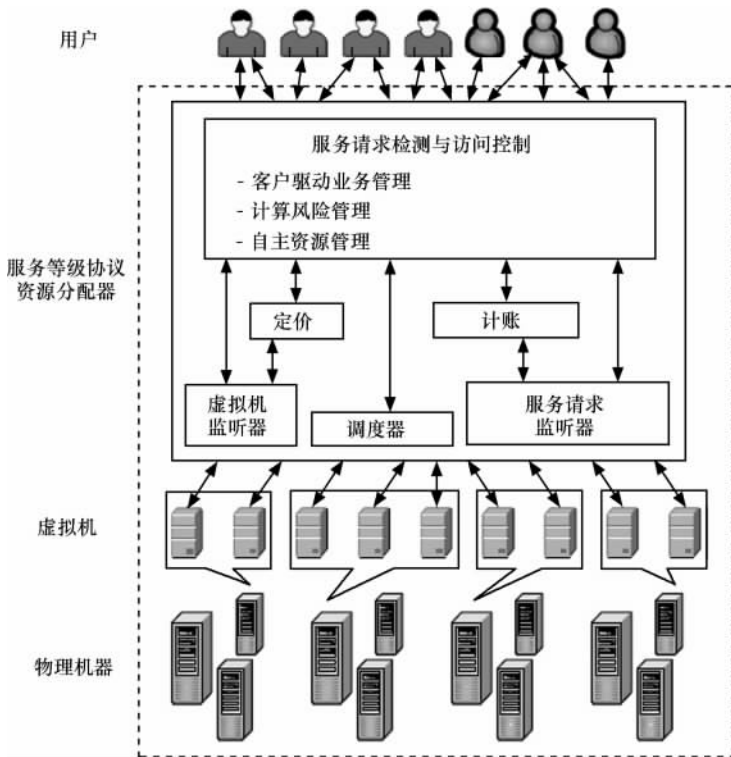 用户
服务请求检测与访问控制
- 客户驱动业务管理
- 计算风险管理
- 自主资源管理
服务等级协议
资源分配器
定价
计账
虚拟机
监听器
调度器
服务请求
监听器
虚拟机
物理机器